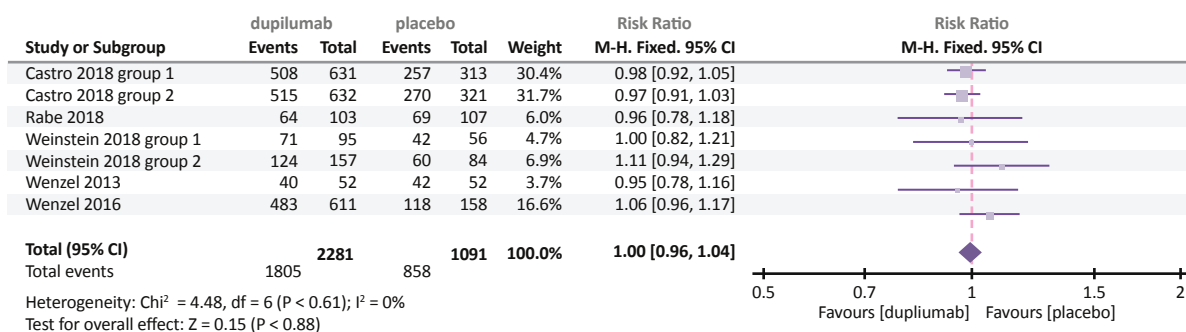 dupilumab placebo Risk Ratio Risk Ratio
Study or Subgroup Events Total Events Total Weight M-H. Fixed. 95% CI M-H. Fixed. 95% CI
Castro 2018 group 1 508 631 257 313 30.4% 0.98 [0.92, 1.05]
Castro 2018 group 2 515 632 270 321 31.7% 0.97 [0.91, 1.03]
Rabe 2018 64 103 69 107 6.0% 0.96 [0.78, 1.18]
Weinstein 2018 group 1 71 95 42 56 4.7% 1.00 [0.82, 1.21]
Weinstein 2018 group 2 124 157 60 84 6.9% 1.11 [0.94, 1.29]
Wenzel 2013 40 52 42 52 3.7% 0.95 [0.78, 1.16]
Wenzel 2016 483 611 118 158 16.6% 1.06 [0.96, 1.17]
Total (95% CI) 2281 1091 100.0% 1.00 [0.96, 1.04]
Total events 1805 858
Heterogeneity: Chi² = 4.48, df = 6 (P < 0.61); I² = 0%
Test for overall effect: Z = 0.15 (P < 0.88)
0.5 0.7 1 1.5 2
Favours [dupliumab] Favours [placebo]